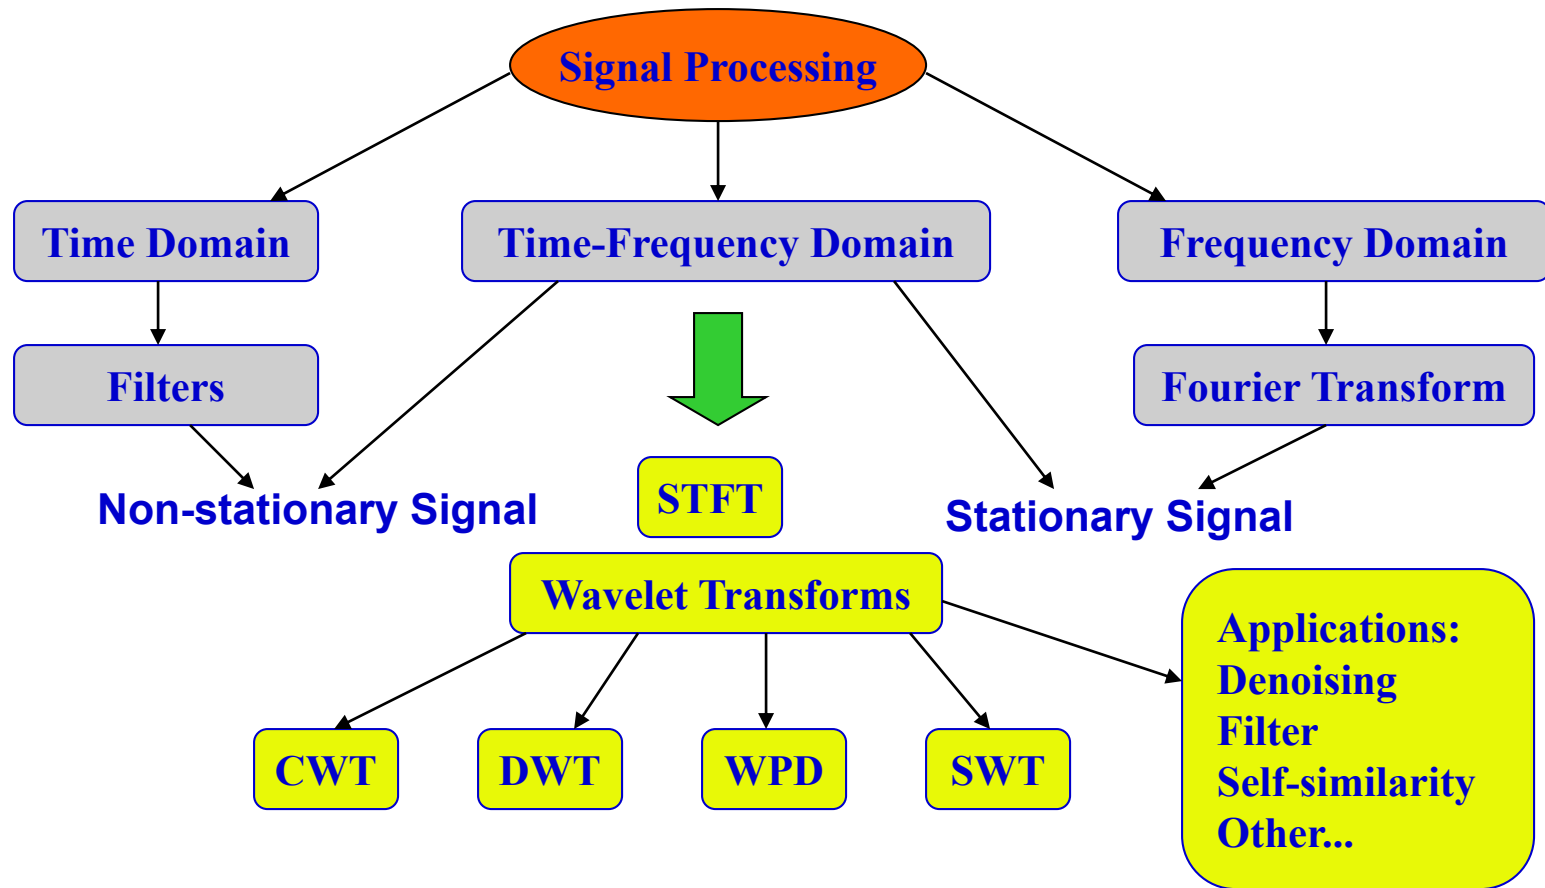 Signal Processing
Time Domain
Time-Frequency Domain
Frequency Domain
Filters
Fourier Transform
Non-stationary Signal
STFT
Stationary Signal
Wavelet Transforms
CWT
DWT
WPD
SWT
Applications:
Denoising
Filter
Self-similarity
Other...